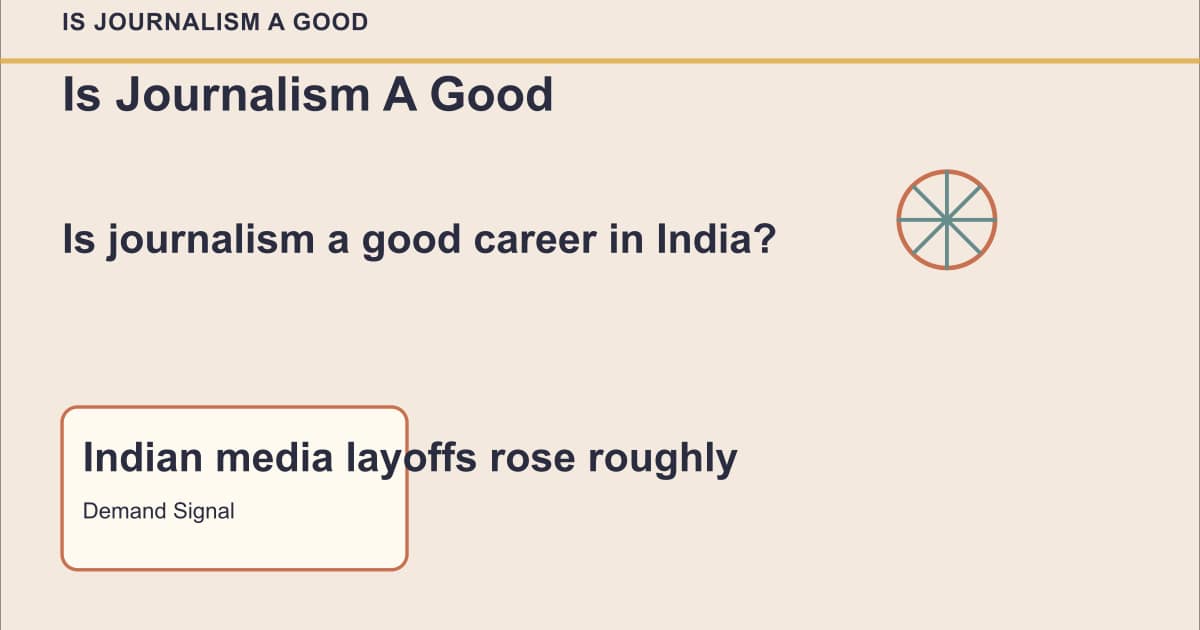 IS JOURNALISM A GOOD
Is Journalism A Good
Is journalism a good career in India?
Indian media layoffs rose roughly
Demand Signal